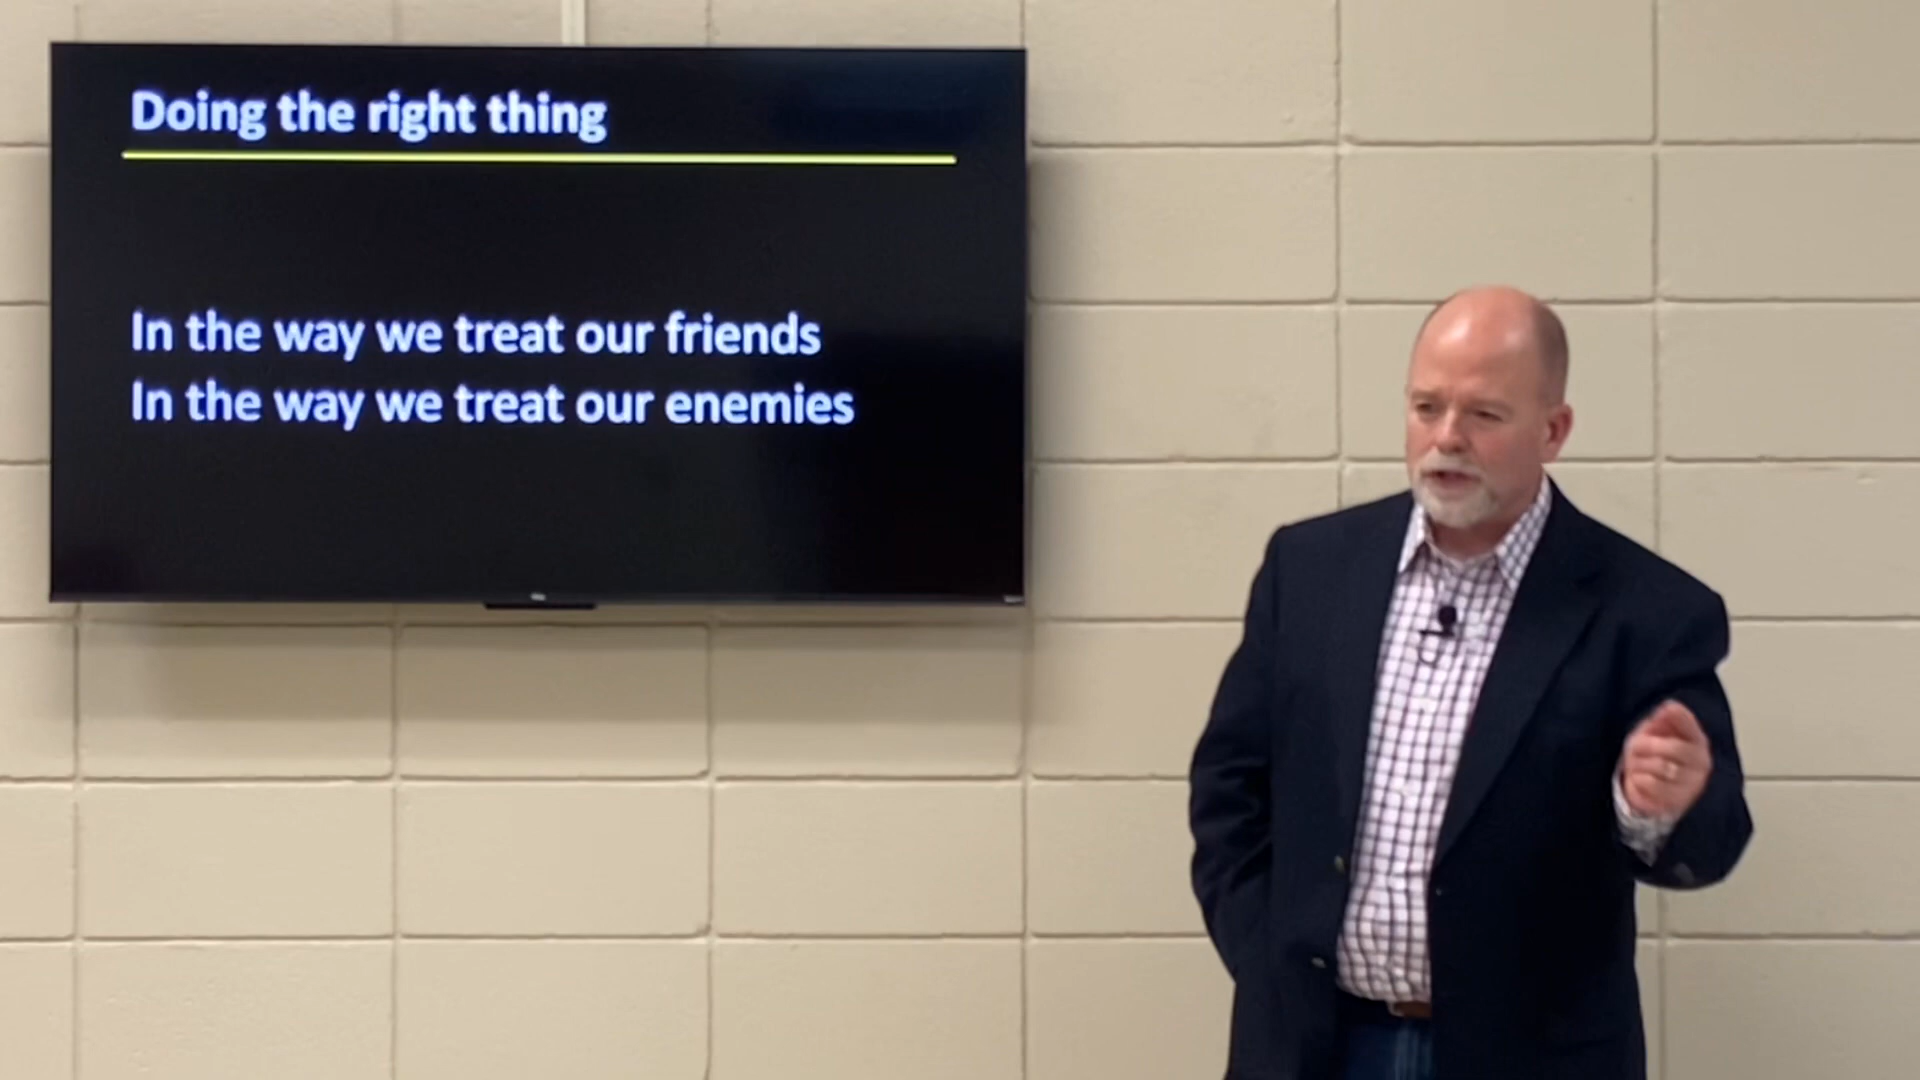 Doing the right thing
In the way we treat our friends
In the way we treat our enemies